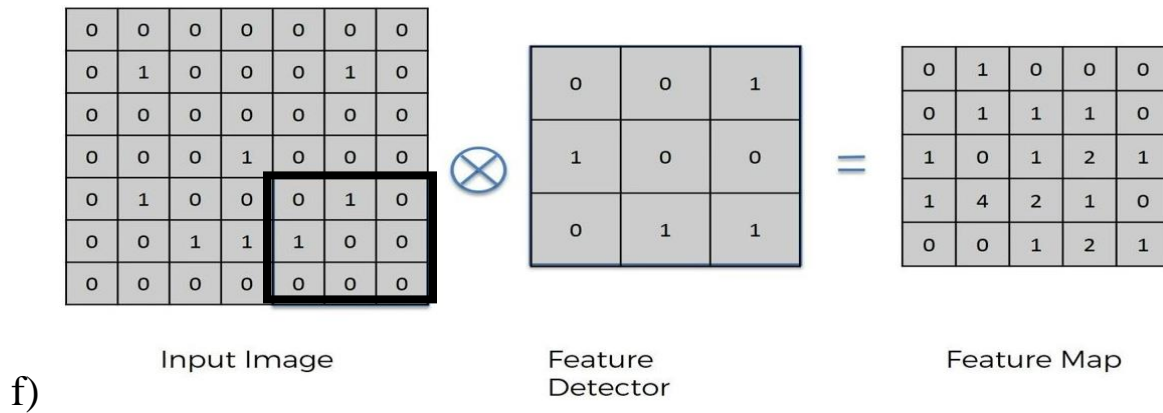 0 0 0 0 0 0 0
0 1 0 0 0 1 0
0 0 0 0 0 0 0
0 0 0 1 0 0 0
0 1 0 0 0 1 0
0 0 1 1 1 0 0
0 0 0 0 0 0 0
Input Image
0 0 1
1 0 0
0 1 1
Feature
Detector
=
0 1 0 0 0
0 1 1 1 0
1 0 1 2 1
1 4 2 1 0
0 0 1 2 1
Feature Map
f)